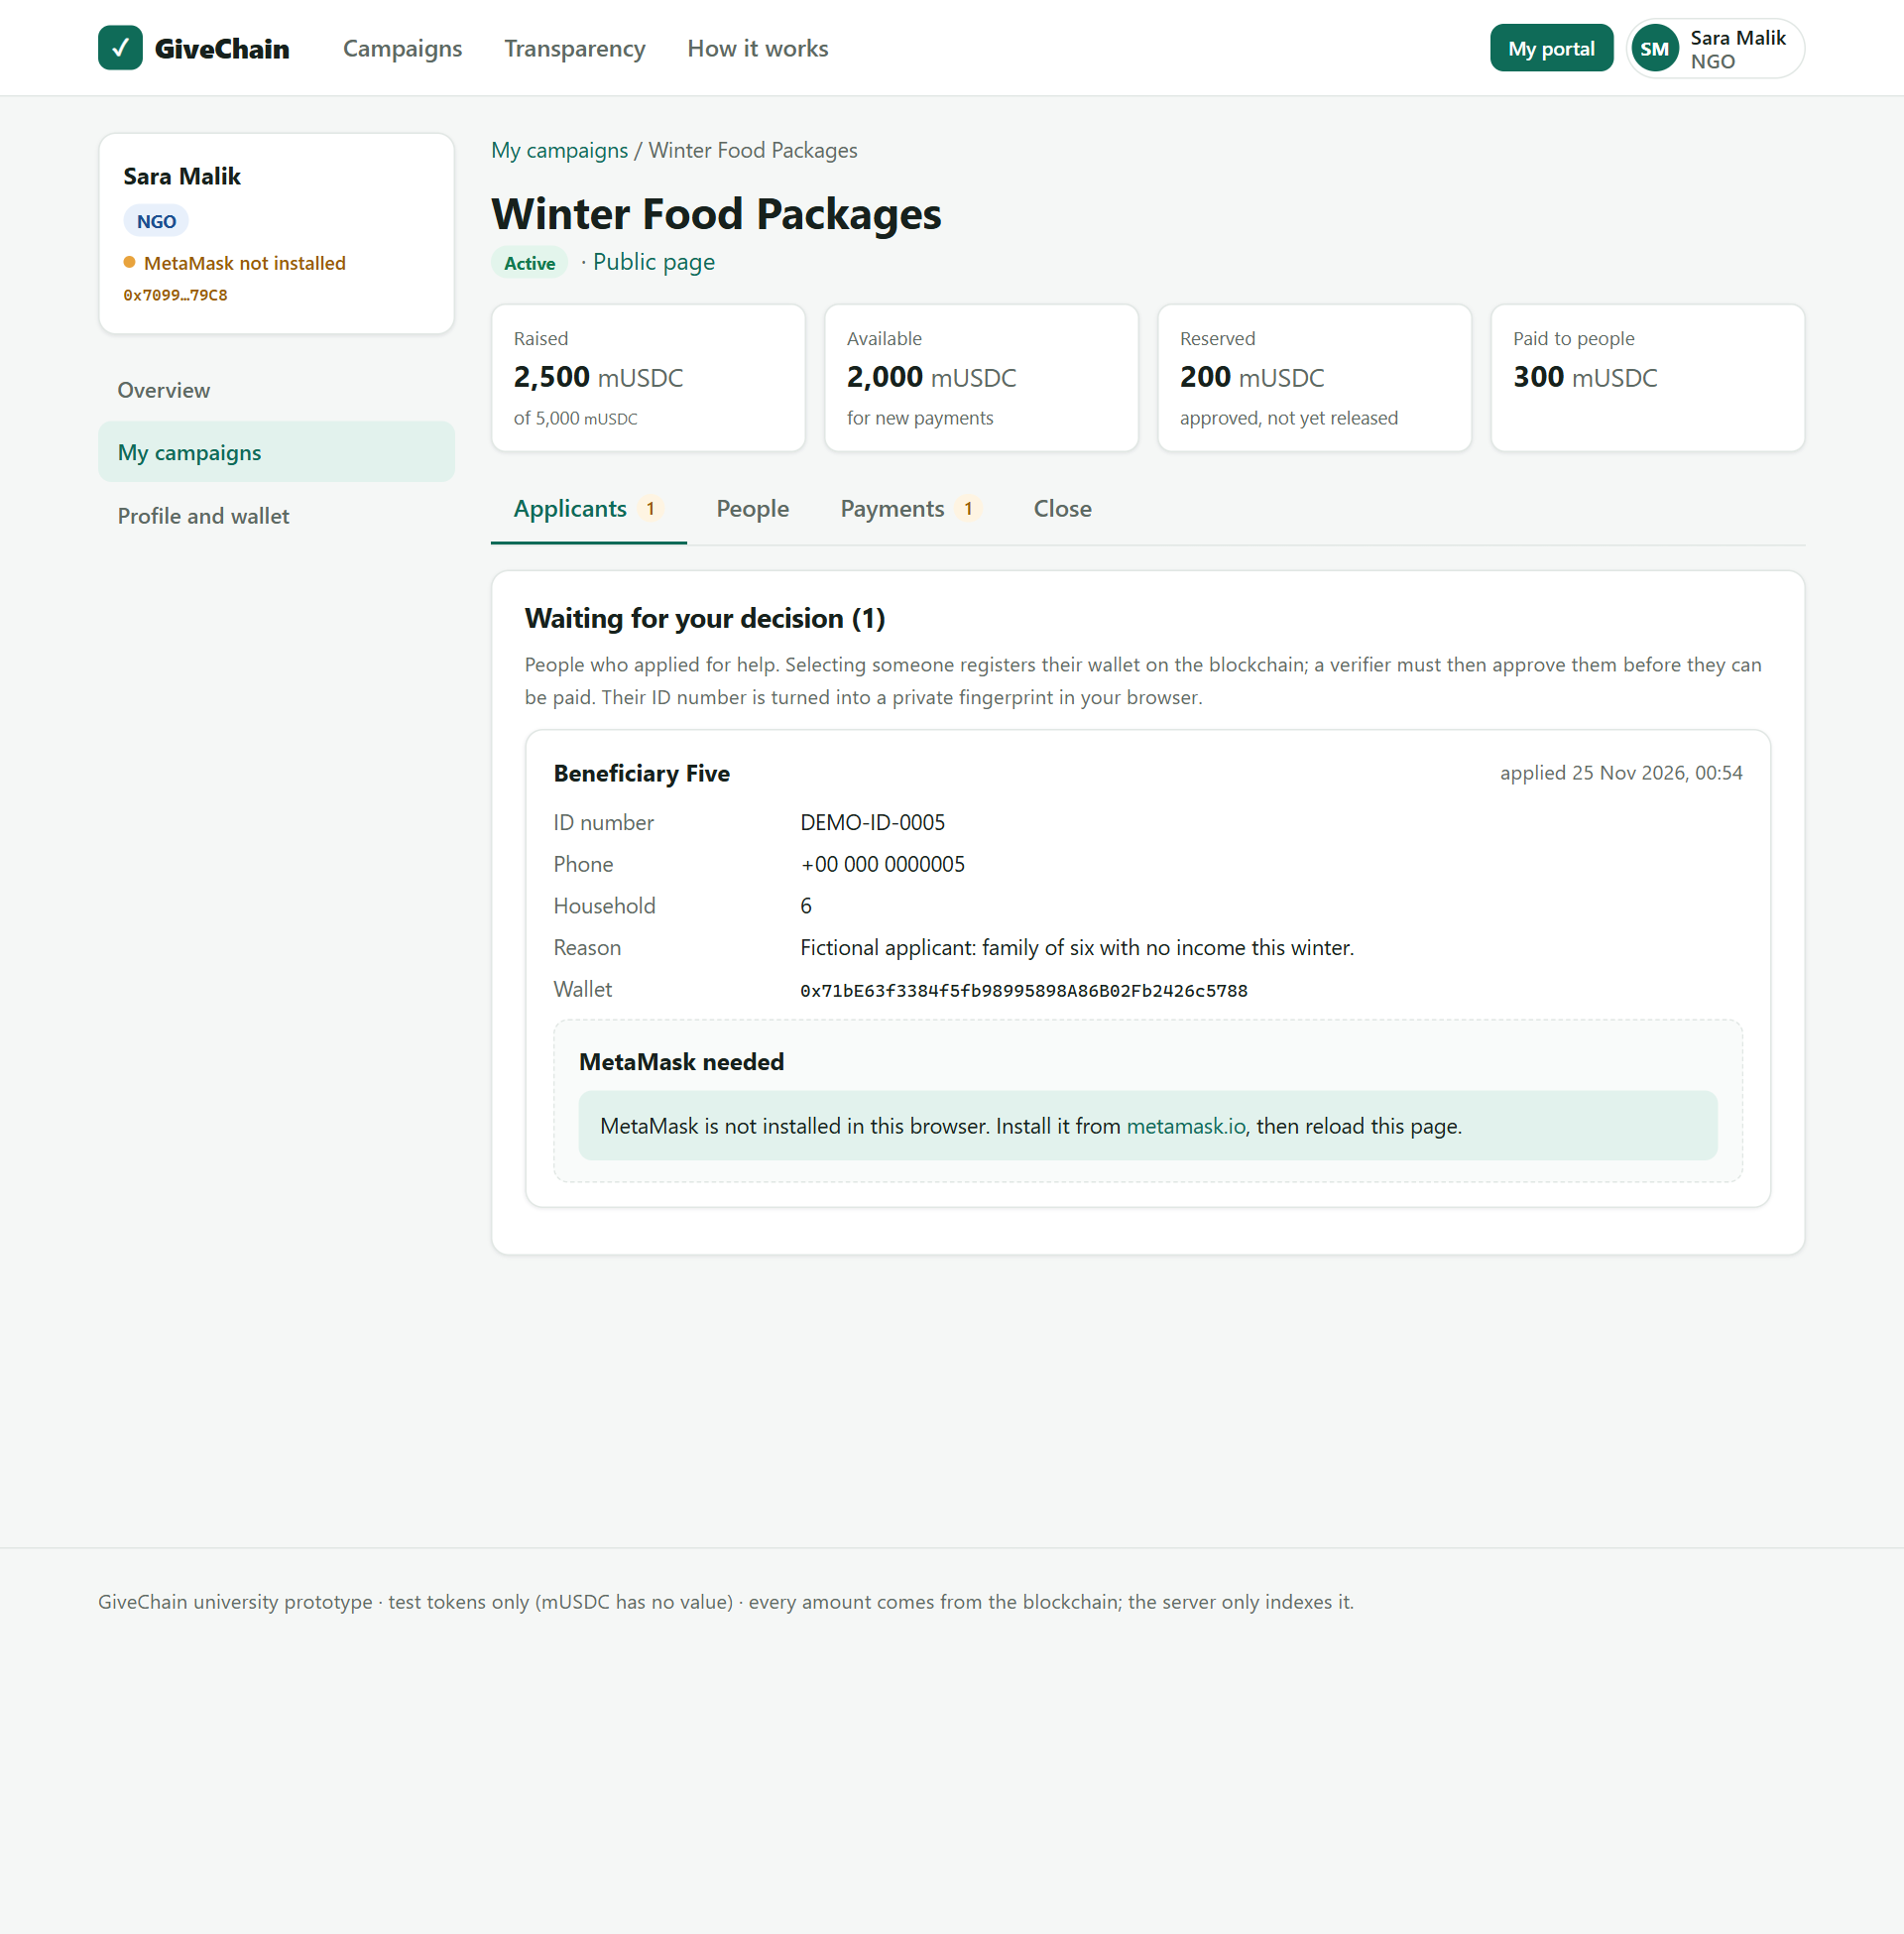 ✓ GiveChain Campaigns Transparency How it works My portal SM Sara Malik
NGO
Sara Malik
NGO
MetaMask not installed
0x7099…79C8
Overview
My campaigns
Profile and wallet
My campaigns / Winter Food Packages
Winter Food Packages
Active · Public page
Raised
2,500 mUSDC
of 5,000 mUSDC
Available
2,000 mUSDC
for new payments
Reserved
200 mUSDC
approved, not yet released
Paid to people
300 mUSDC
Applicants 1 People Payments 1 Close
Waiting for your decision (1)
People who applied for help. Selecting someone registers their wallet on the blockchain; a verifier must then approve them before they can
be paid. Their ID number is turned into a private fingerprint in your browser.
Beneficiary Five applied 25 Nov 2026, 00:54
ID number DEMO-ID-0005
Phone +00 000 0000005
Household 6
Reason Fictional applicant: family of six with no income this winter.
Wallet 0x71bE63f3384f5fb98995898A86B02Fb2426c5788
MetaMask needed
MetaMask is not installed in this browser. Install it from metamask.io, then reload this page.
GiveChain university prototype · test tokens only (mUSDC has no value) · every amount comes from the blockchain; the server only indexes it.